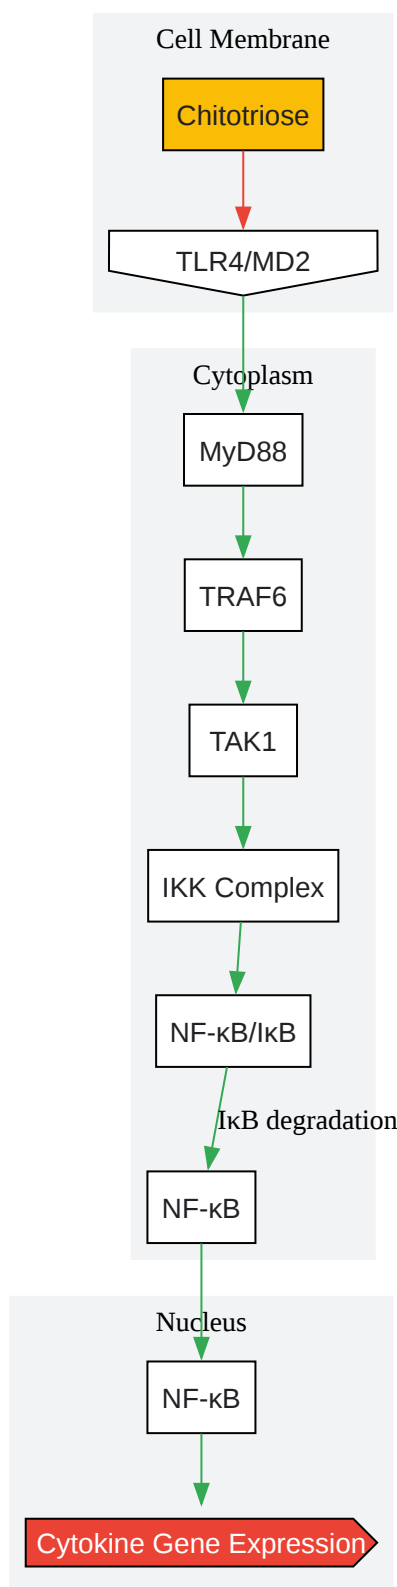 Cell Membrane
Chitotriose
TLR4/MD2
Cytoplasm
MyD88
TRAF6
TAK1
IKK Complex
NF-κB/IκB
IκB degradation
NF-κB
Nucleus
NF-κB
Cytokine Gene Expression